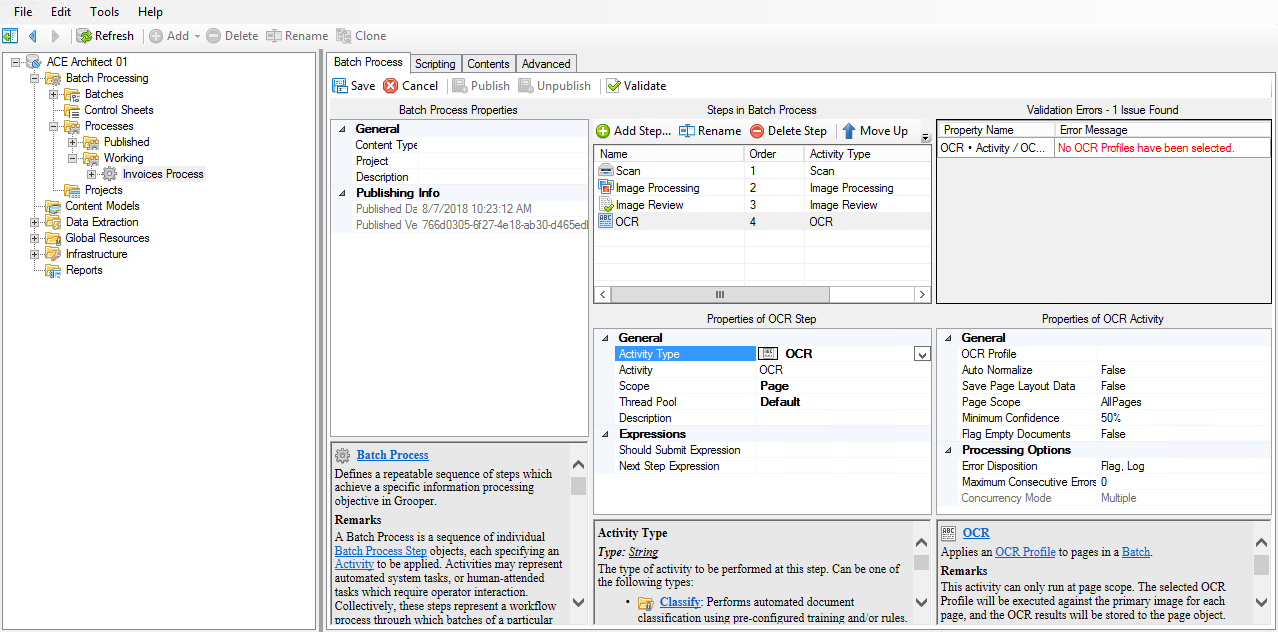 File Edit Tools Help
Refresh Add Delete Rename Clone
ACE Architect 01
Batch Processing
Batches
Control Sheets
Processes
Published
Working
Invoices Process
Projects
Content Models
Data Extraction
Global Resources
Infrastructure
Reports
Batch Process Scripting Contents Advanced
Save Cancel Publish Unpublish Validate
Batch Process Properties
General
Content Type
Project
Description
Publishing Info
Published Da 8/7/2018 10:23:12 AM
Published Ve 766d0305-6f27-4e18-ab30-d465edl
Batch Process
Defines a repeatable sequence of steps which
achieve a specific information processing
objective in Grooper.
Remarks
A Batch Process is a sequence of individual
Batch Process Step objects, each specifying an
Activity to be applied. Activities may represent
automated system tasks, or human-attended
tasks which require operator interaction.
Collectively, these steps represent a workflow
process through which batches of a particular
Steps in Batch Process
Add Step... Rename Delete Step Move Up
Name Order Activity Type
Scan 1 Scan
Image Processing 2 Image Processing
Image Review 3 Image Review
OCR 4 OCR
Properties of OCR Step
General
Activity Type OCR
Activity OCR
Scope Page
Thread Pool Default
Description
Expressions
Should Submit Expression
Next Step Expression
Activity Type
Type: String
The type of activity to be performed at this step. Can be one
of the following types:
• Classify: Performs automated document
classification using pre-configured training and/or rules.
Validation Errors - 1 Issue Found
Property Name Error Message
OCR • Activity / OC... No OCR Profiles have been selected.
Properties of OCR Activity
General
OCR Profile
Auto Normalize False
Save Page Layout Data False
Page Scope AllPages
Minimum Confidence 50%
Flag Empty Documents False
Processing Options
Error Disposition Flag, Log
Maximum Consecutive Errors 0
Concurrency Mode Multiple
OCR
Applies an OCR Profile to pages in a Batch.
Remarks
This activity can only run at page scope. The selected OCR
Profile will be executed against the primary image for each
page, and the OCR results will be stored to the page object.